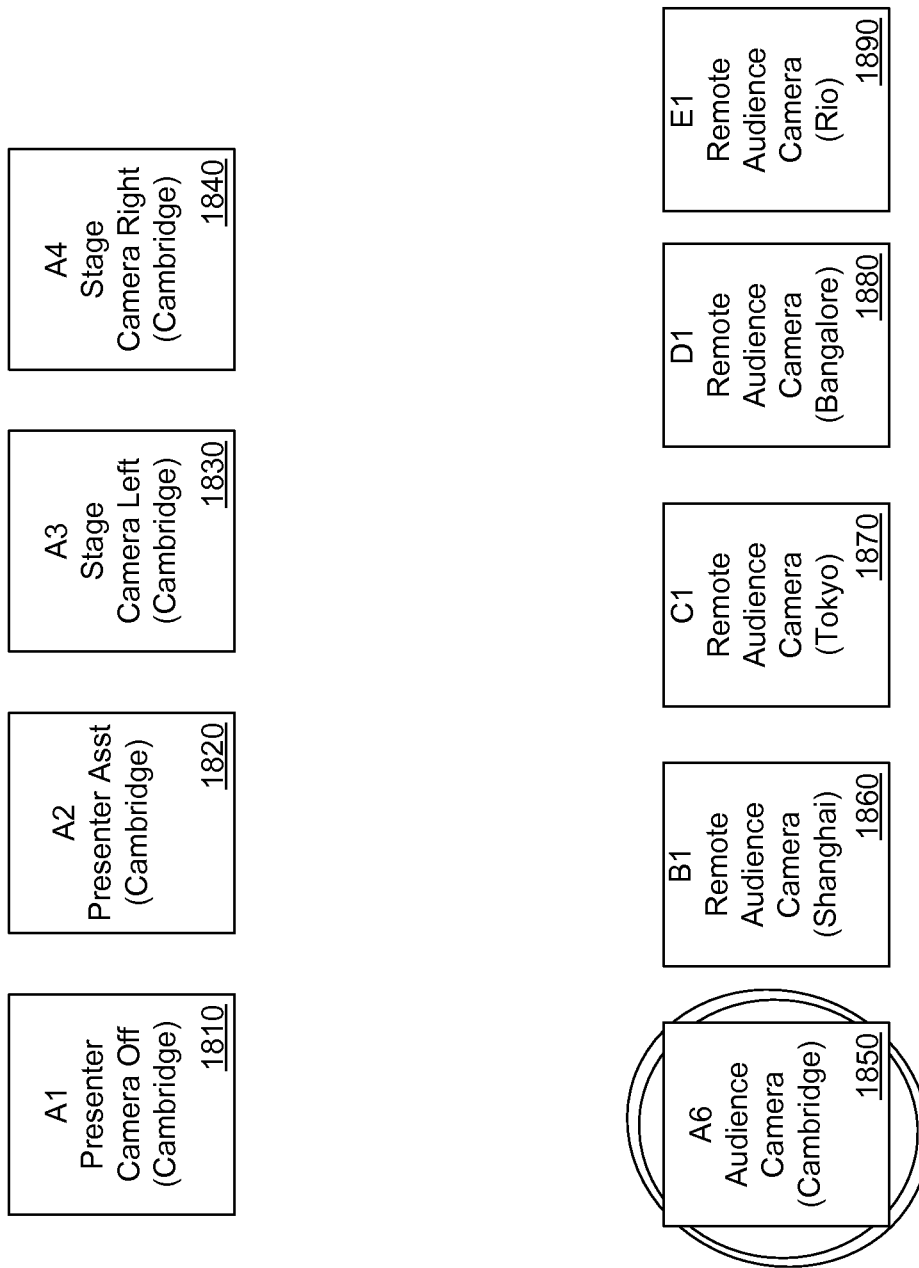 A1
Presenter
Camera Off
(Cambridge)
1810
A2
Presenter Asst
(Cambridge)
1820
A3
Stage
Camera Left
(Cambridge)
1830
A4
Stage
Camera Right
(Cambridge)
1840
A6
Audience
Camera
(Cambridge)
1850
B1
Remote
Audience
Camera
(Shanghai)
1860
C1
Remote
Audience
Camera
(Tokyo)
1870
D1
Remote
Audience
Camera
(Bangalore)
1880
E1
Remote
Audience
Camera
(Rio)
1890